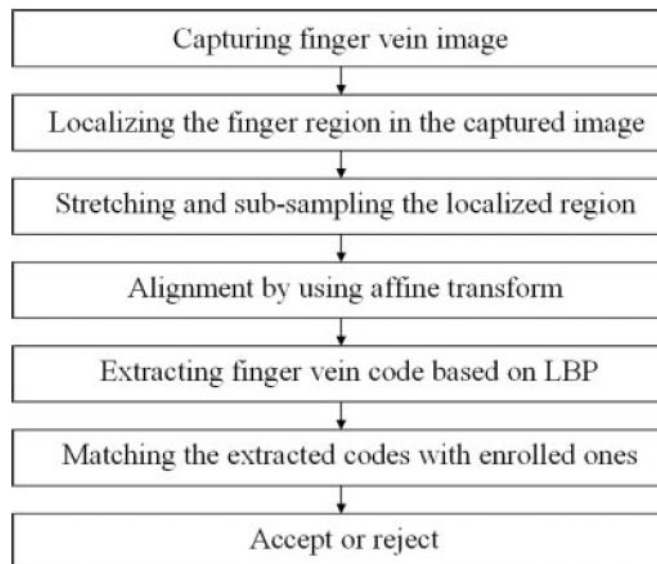 Capturing finger vein image
Localizing the finger region in the captured image
Stretching and sub-sampling the localized region
Alignment by using affine transform
Extracting finger vein code based on LBP
Matching the extracted codes with enrolled ones
Accept or reject